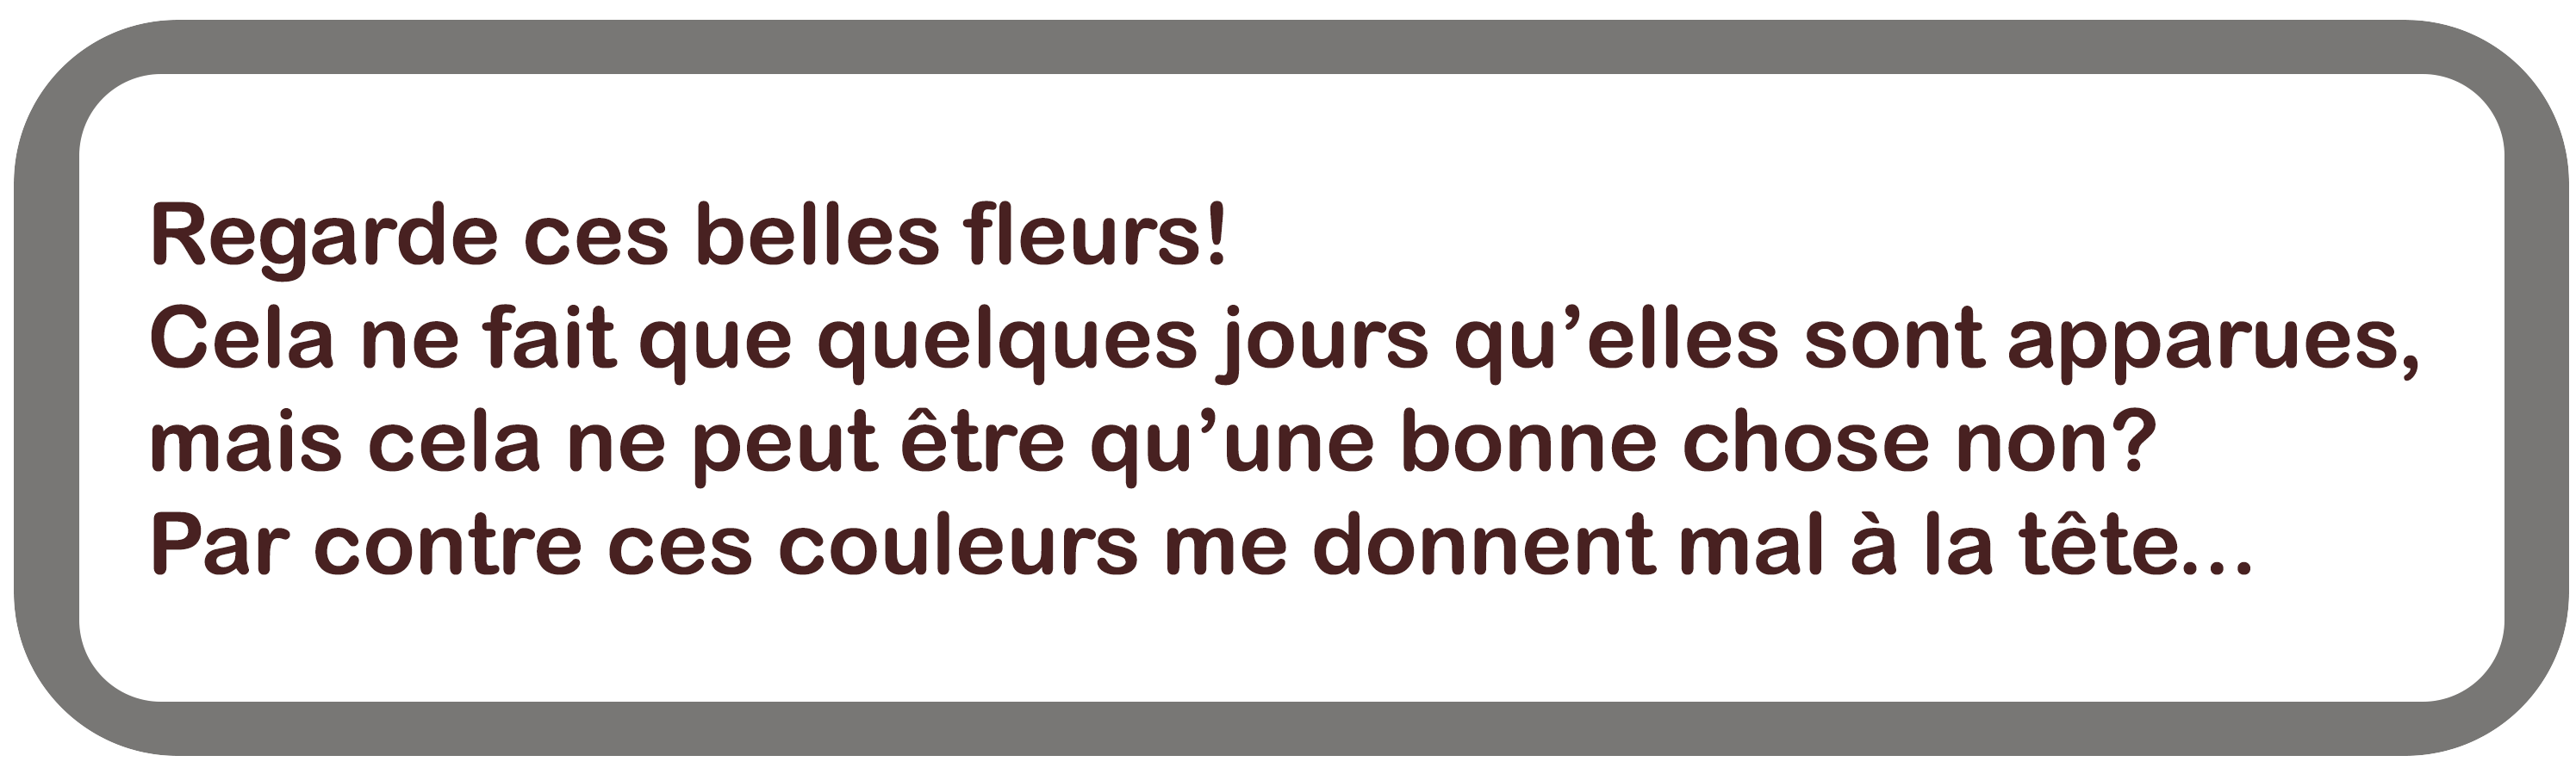 Regarde ces belles fleurs!
Cela ne fait que quelques jours qu’elles sont apparues,
mais cela ne peut être qu’une bonne chose non?
Par contre ces couleurs me donnent mal à la tête...